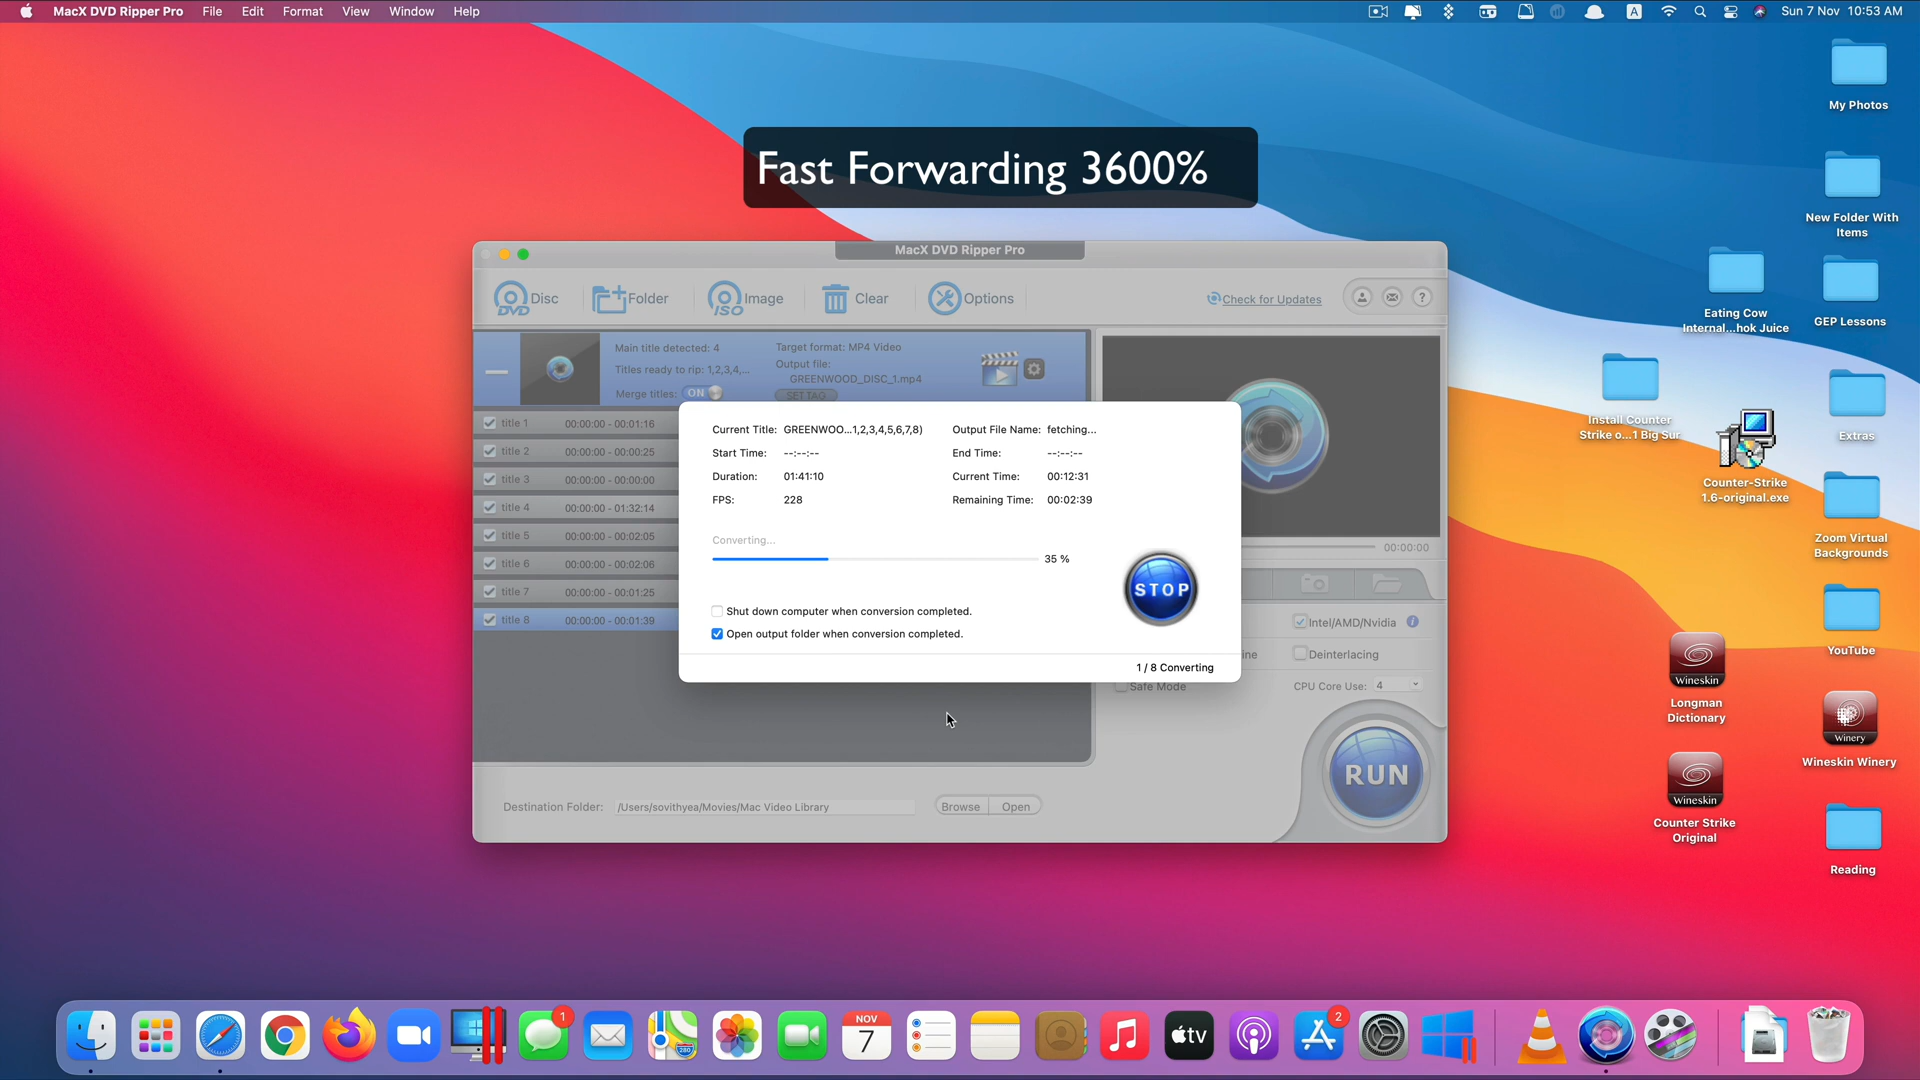 MacX DVD Ripper Pro File Edit Format View Window Help
A Sun 7 Nov 10:53 AM
My Photos
Fast Forwarding 3600%
New Folder With
Items
MacX DVD Ripper Pro
DVD Disc Folder ISO Image Clear Options Check for Updates ?
Eating Cow
Internal...hok Juice
GEP Lessons
Main title detected: 4
Titles ready to rip: 1,2,3,4,...
Merge titles: ON
Target format: MP4 Video
Output file:
GREENWOOD_DISC_1.mp4
SET TAG
title 1 00:00:00 - 00:01:16
title 2 00:00:00 - 00:00:25
title 3 00:00:00 - 00:00:00
title 4 00:00:00 - 01:32:14
title 5 00:00:00 - 00:02:05
title 6 00:00:00 - 00:02:06
title 7 00:00:00 - 00:01:25
title 8 00:00:00 - 00:01:39
Current Title: GREENWOO...1,2,3,4,5,6,7,8) Output File Name: fetching...
Start Time: --:--:-- End Time: --:--:--
Duration: 01:41:10 Current Time: 00:12:31
FPS: 228 Remaining Time: 00:02:39
Converting...
35 %
STOP
Shut down computer when conversion completed.
Open output folder when conversion completed.
1 / 8 Converting
00:00:00
Intel/AMD/Nvidia i
ine Deinterlacing
Safe Mode CPU Core Use: 4
RUN
Destination Folder: /Users/sovithyea/Movies/Mac Video Library Browse Open
Install Counter
Strike o...1 Big Sur
Extras
Counter-Strike
1.6-original.exe
Zoom Virtual
Backgrounds
YouTube
Wineskin
Longman
Dictionary
Winery
Wineskin Winery
Wineskin
Counter Strike
Original
Reading
1
280
NOV
7
tv
2